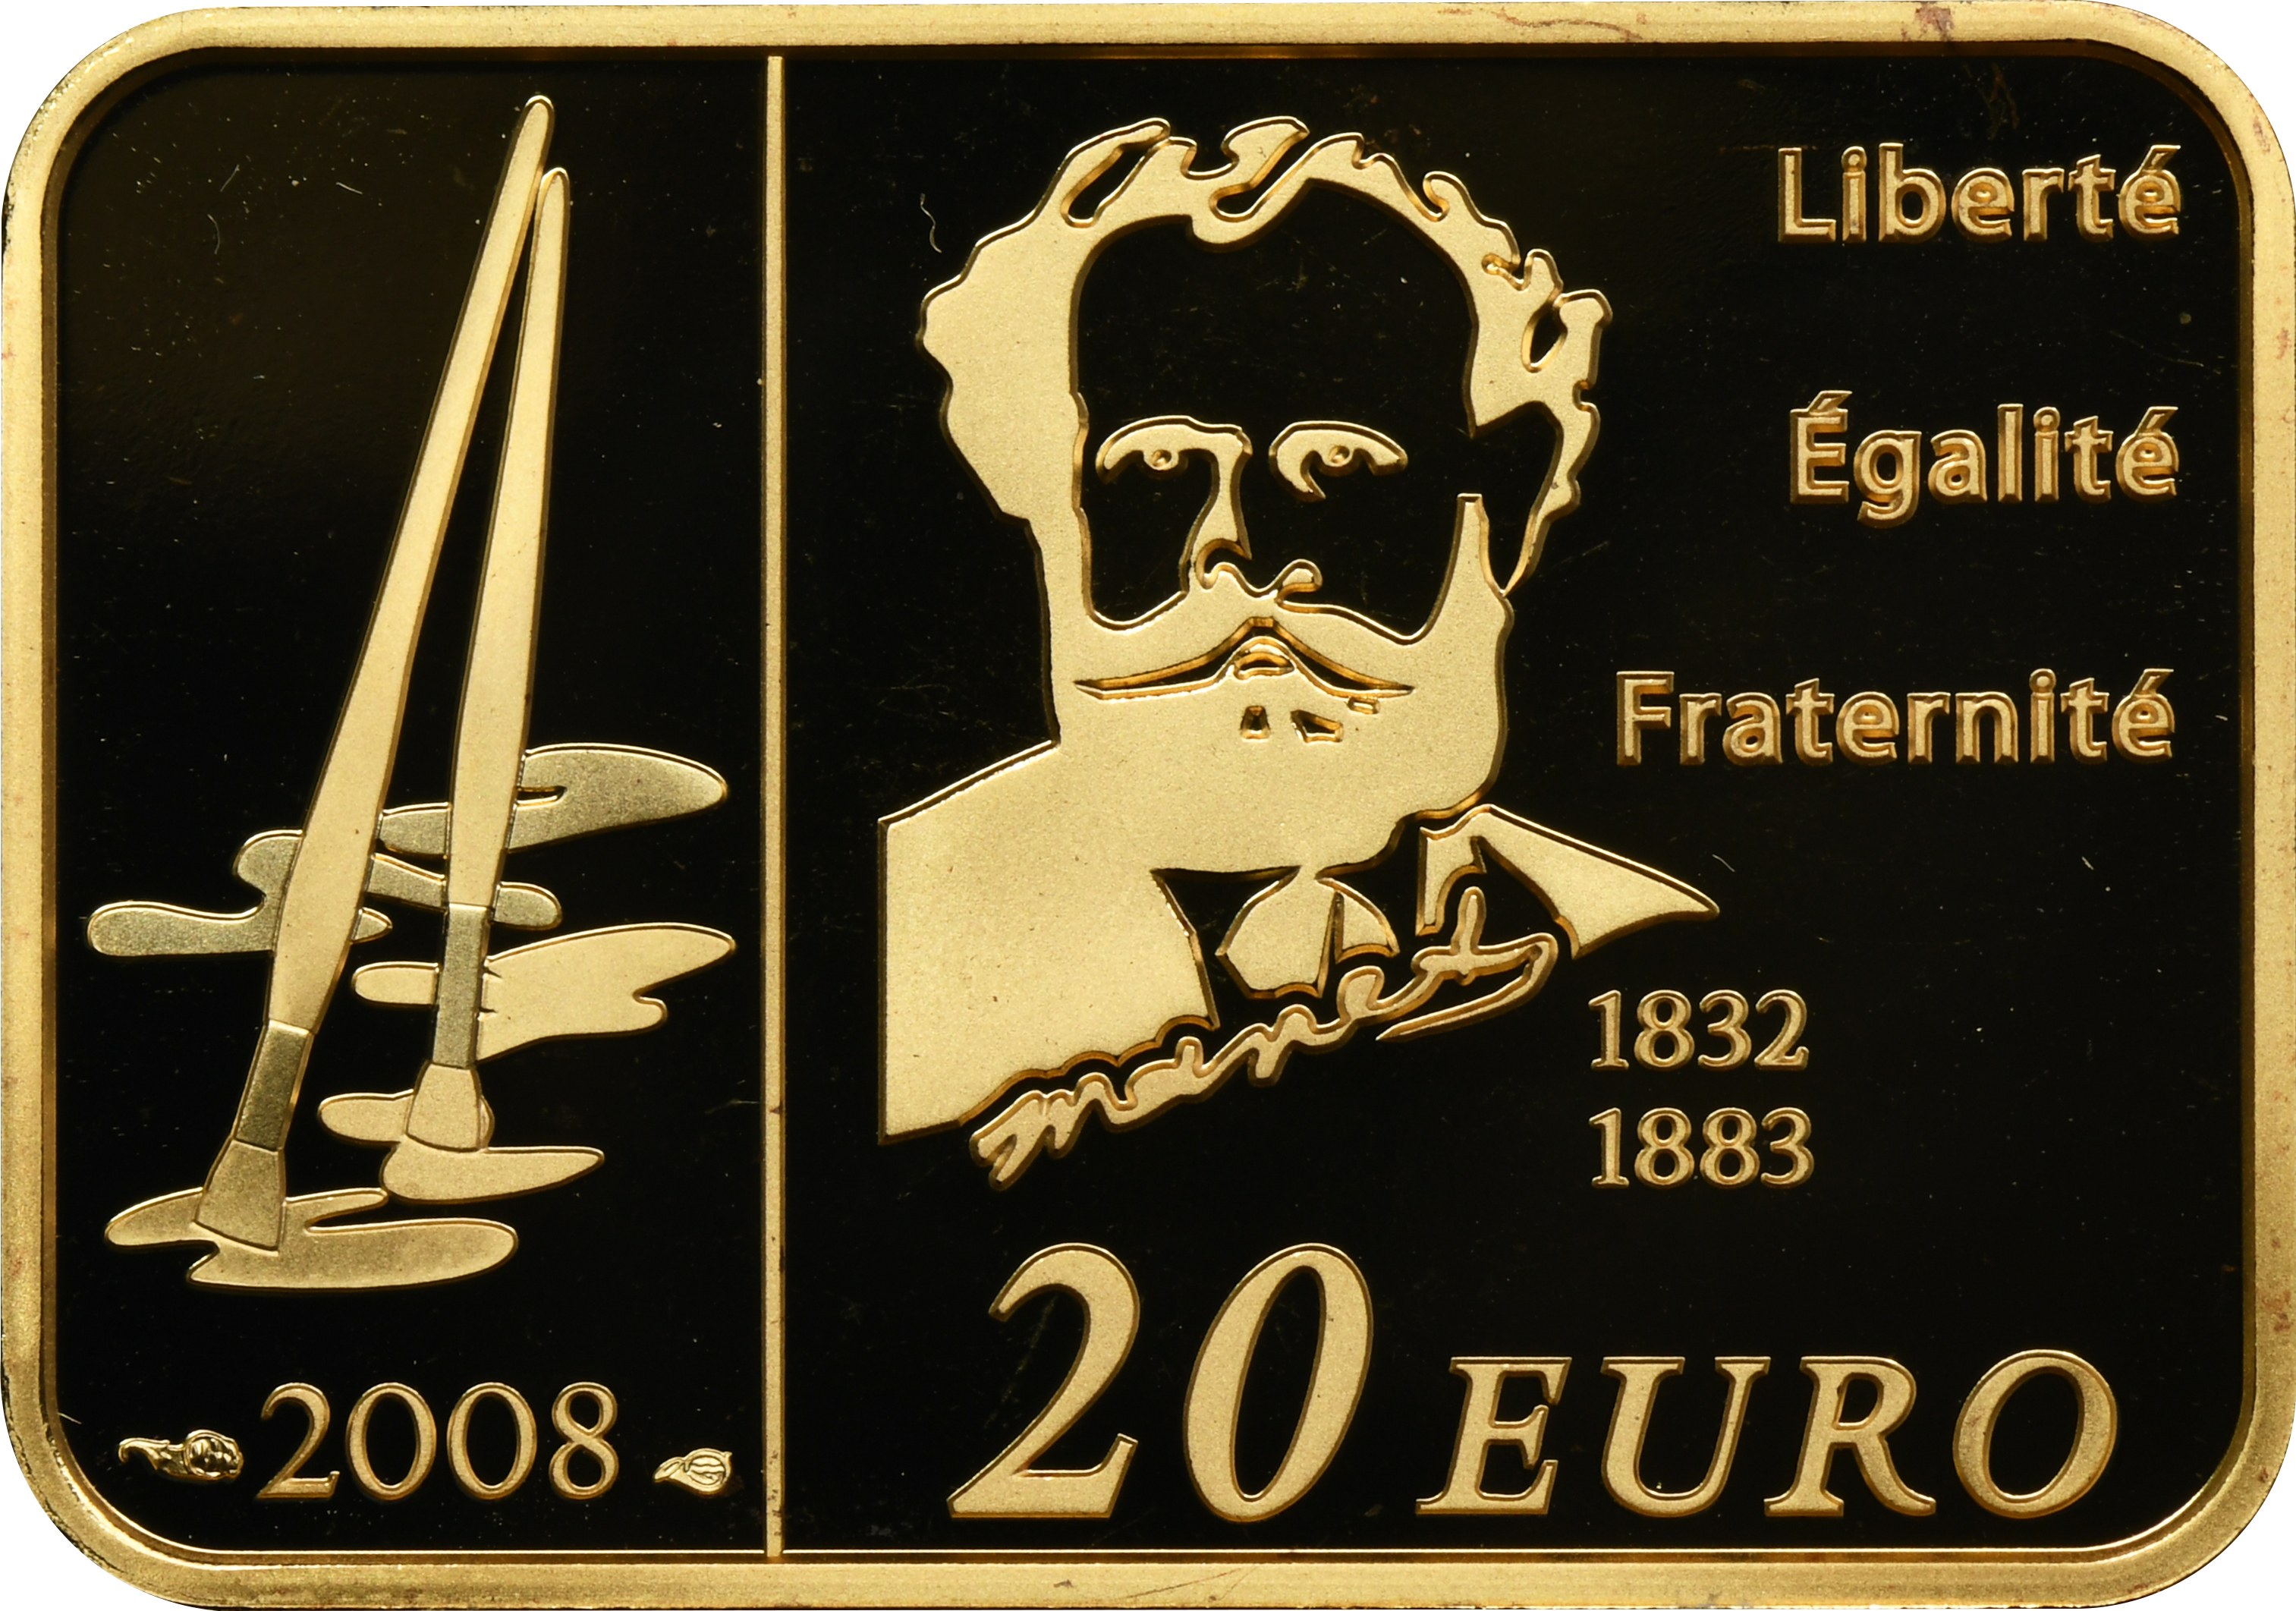 Liberté
Égalité
Fraternité
manet
1832
1883
2008
20 EURO